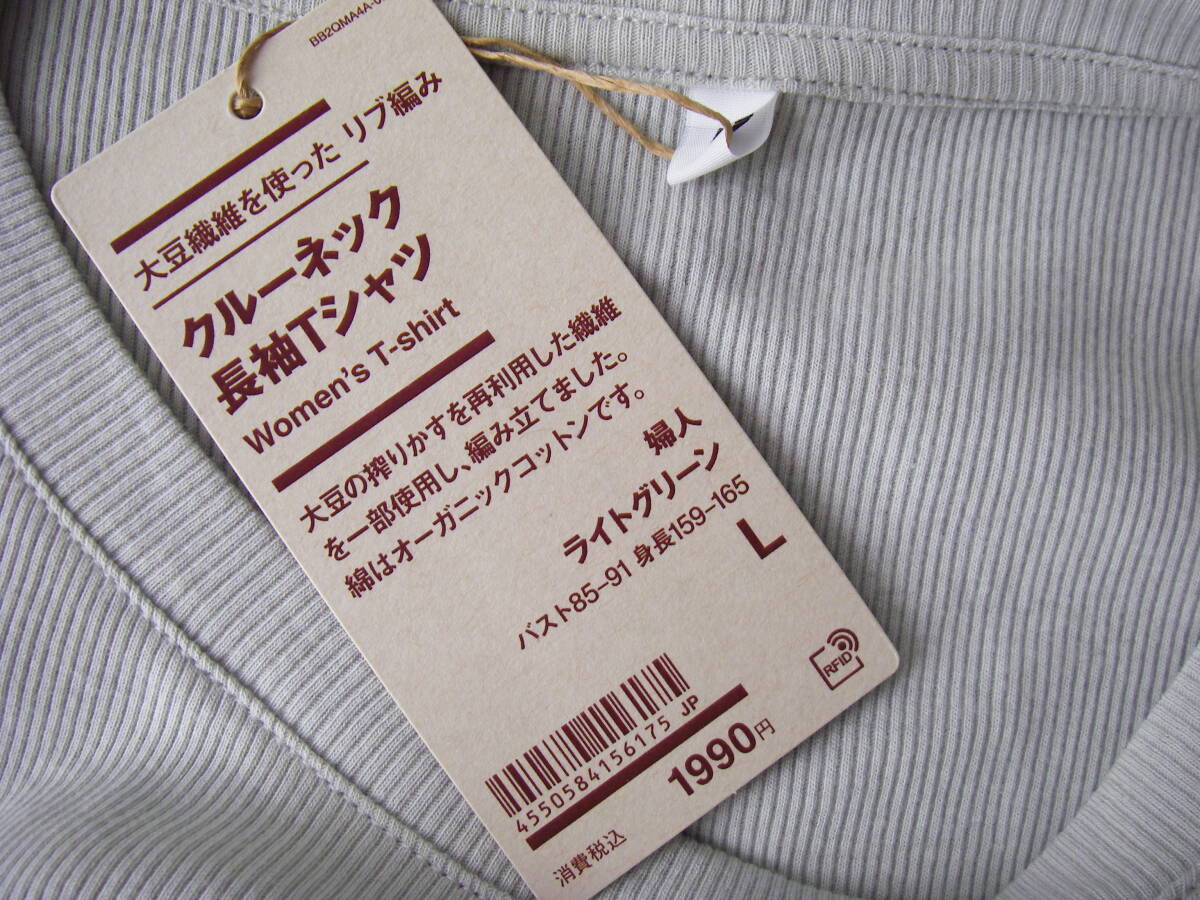 BB2QMA4A
大豆繊維を使った リブ編み
クルーネック
長袖Tシャツ
Women's T-shirt
大豆の搾りかすを再利用した繊維
を一部使用し、編み立てました。
綿はオーガニックコットンです。
婦人
ライトグリーン
バスト85–91 身長159–165
L
RFID
4550584156175 JP
1990円
消費税込